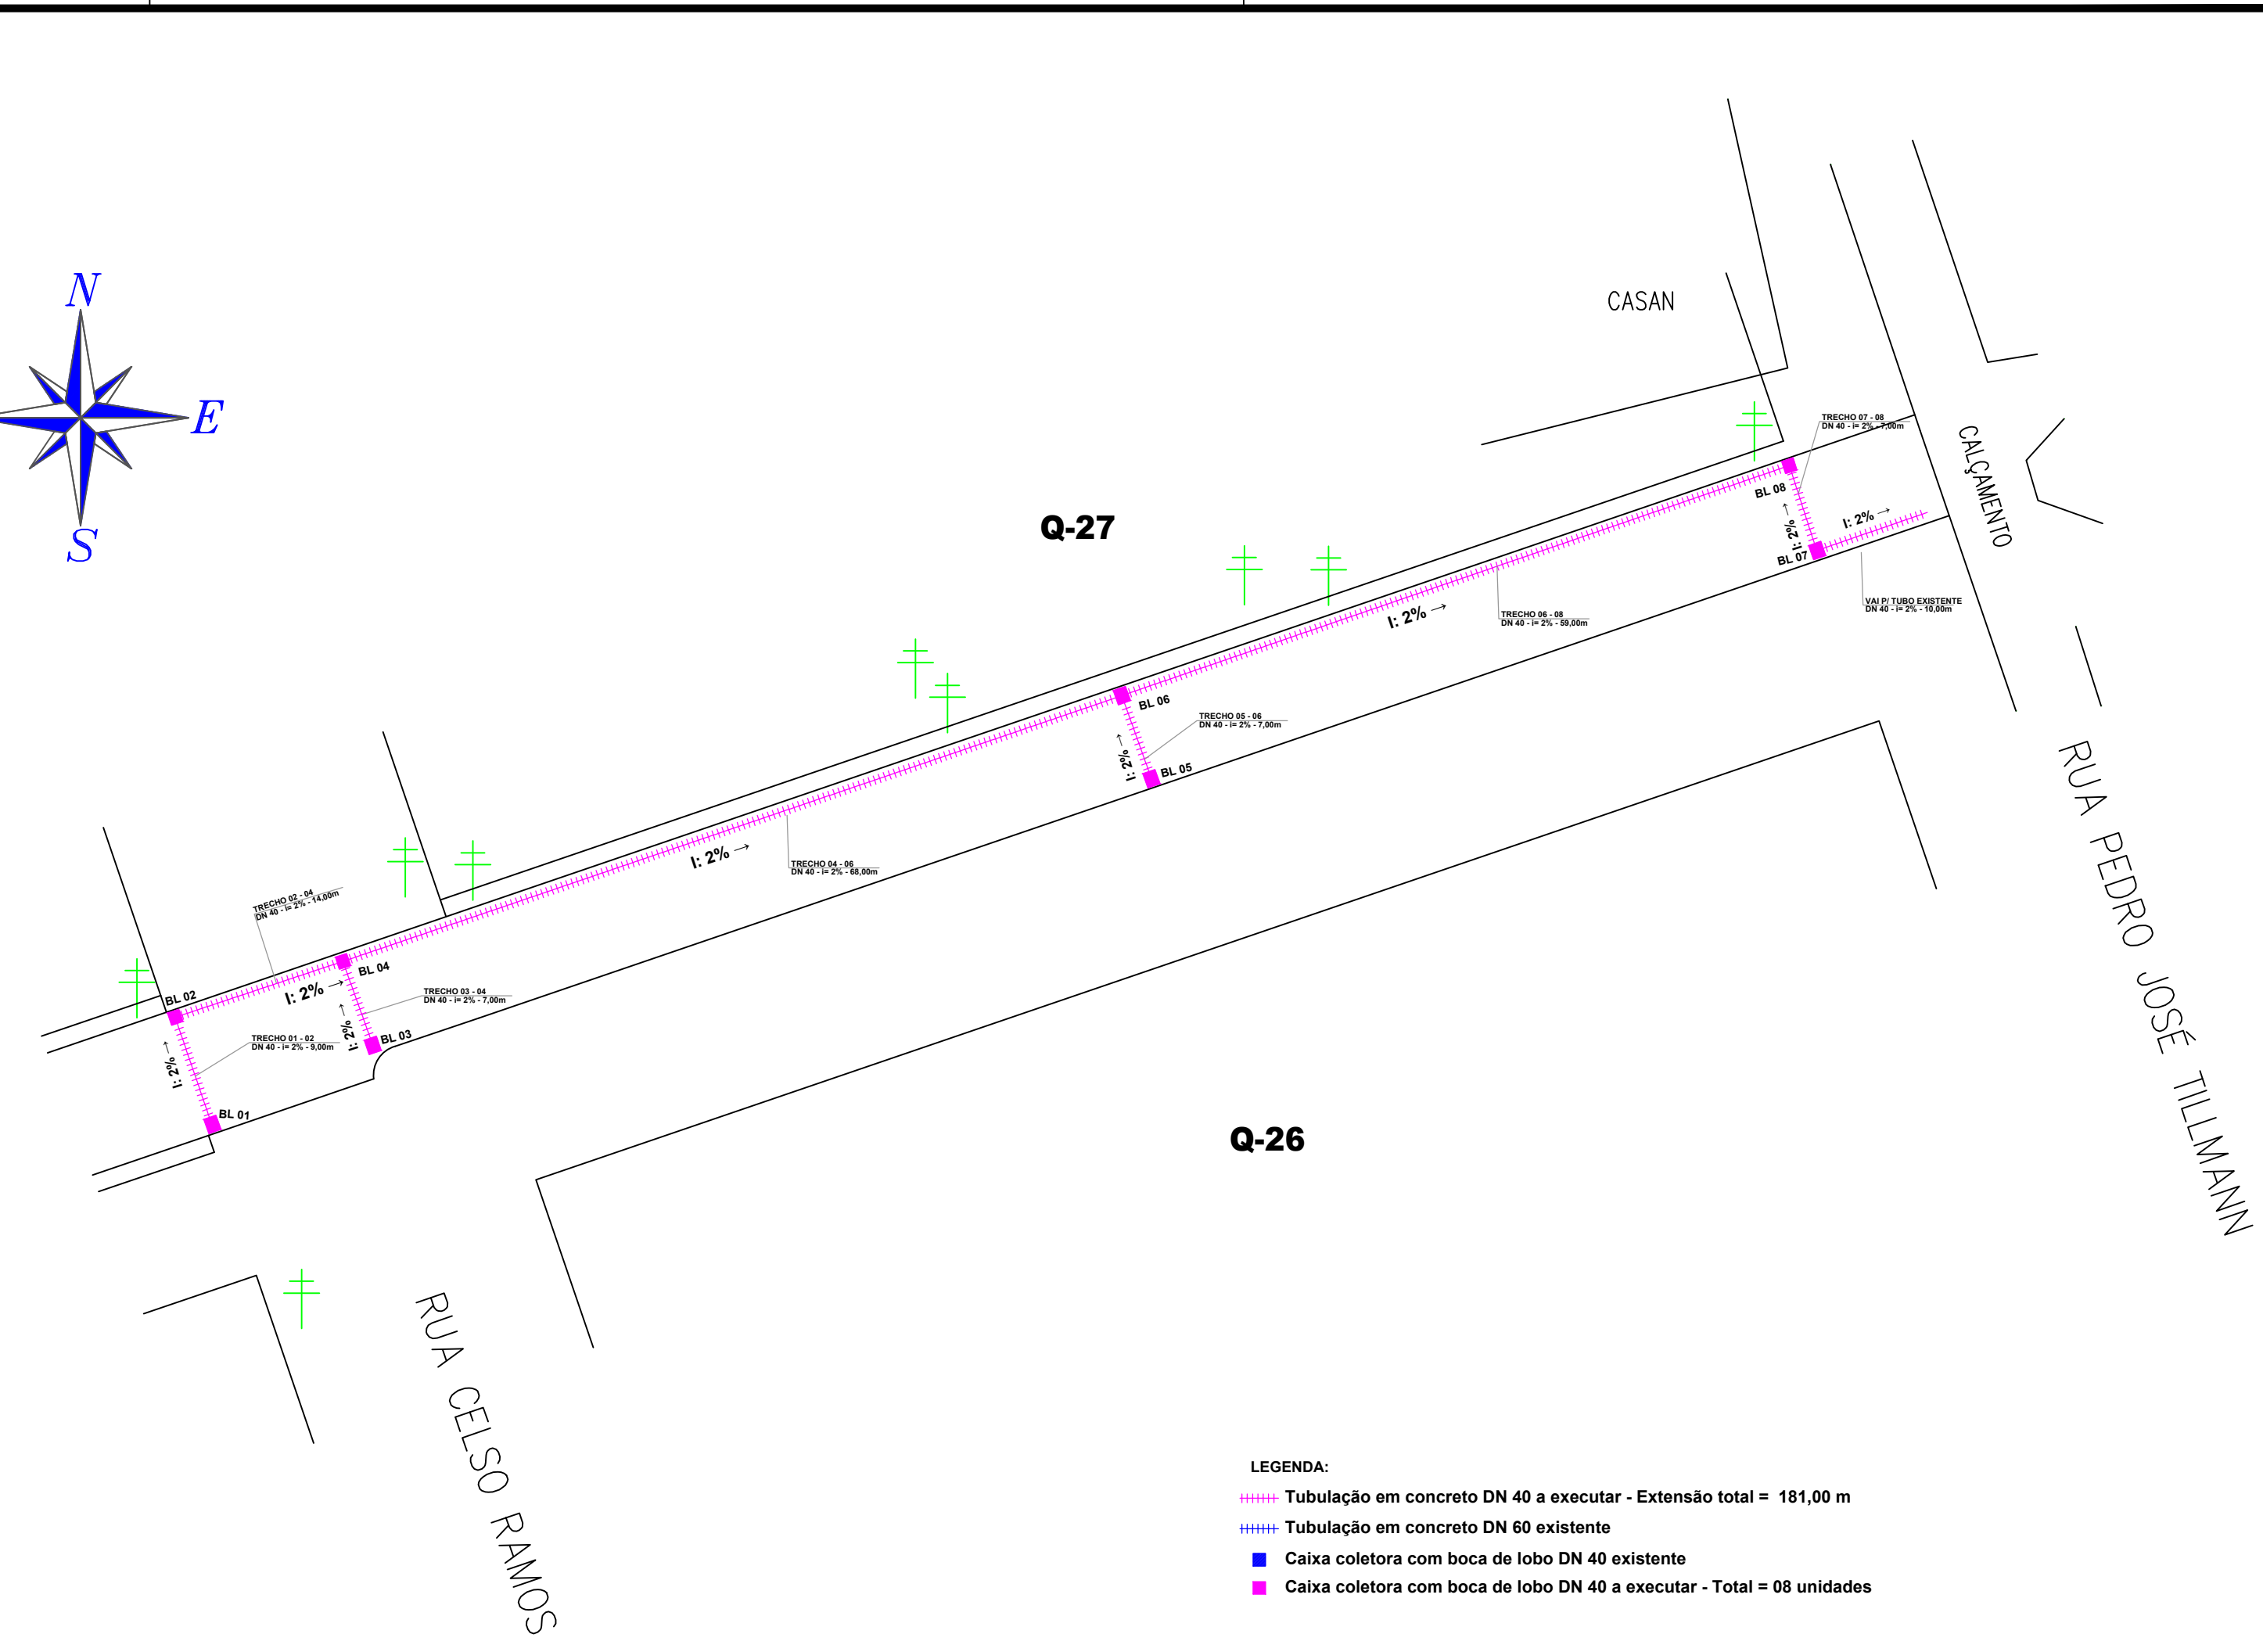 N
E
S
CASAN
CALÇAMENTO
Q-27
TRECHO 07 - 08
DN 40 - i= 2% - 7,00m
BL 08
I: 2% →
I: 2% →
BL 07
VAI P/ TUBO EXISTENTE
DN 40 - i= 2% - 10,00m
I: 2% →
TRECHO 06 - 08
DN 40 - i= 2% - 59,00m
BL 06
TRECHO 05 - 06
DN 40 - i= 2% - 7,00m
I: 2% →
BL 05
I: 2% →
TRECHO 04 - 06
DN 40 - i= 2% - 68,00m
TRECHO 02 - 04
DN 40 - i= 2% - 14,00m
BL 04
I: 2% →
BL 02
TRECHO 03 - 04
DN 40 - i= 2% - 7,00m
I: 2% →
BL 03
TRECHO 01 - 02
DN 40 - i= 2% - 9,00m
I: 2% →
BL 01
Q-26
RUA PEDRO JOSÉ TILLMANN
RUA CELSO RAMOS
LEGENDA:
Tubulação em concreto DN 40 a executar - Extensão total = 181,00 m
Tubulação em concreto DN 60 existente
Caixa coletora com boca de lobo DN 40 existente
Caixa coletora com boca de lobo DN 40 a executar - Total = 08 unidades